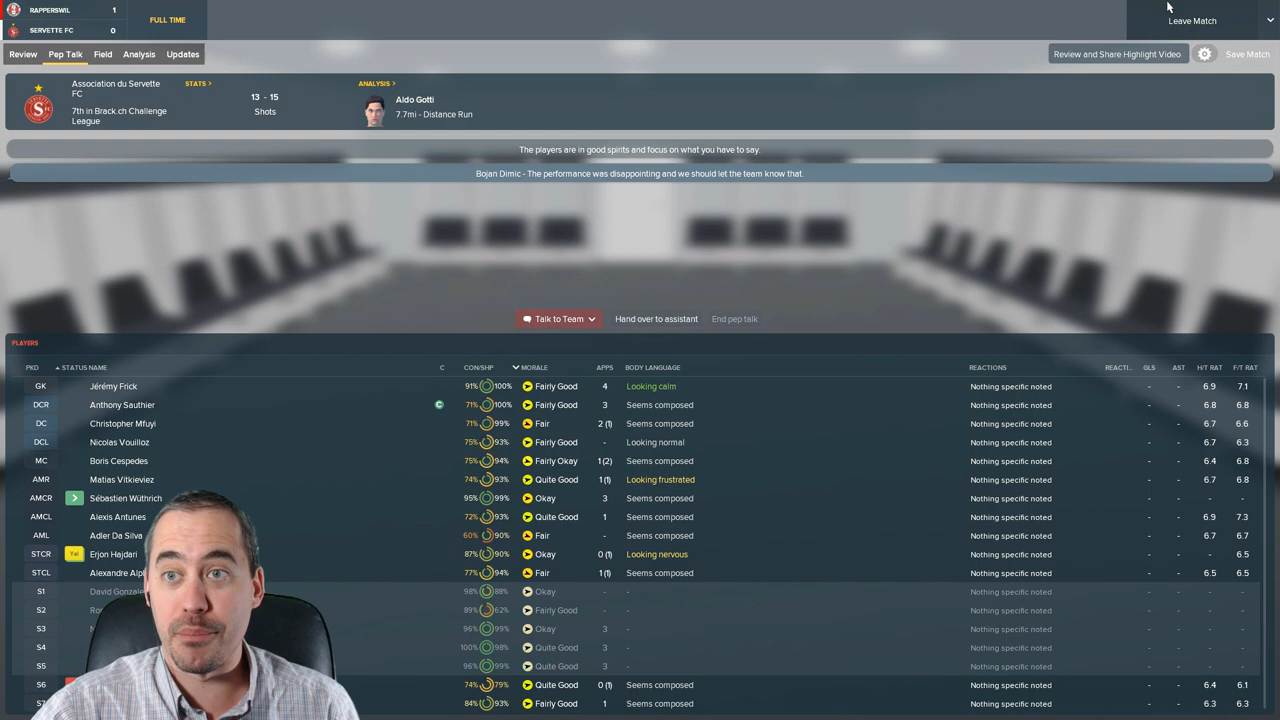 RAPPERSWIL 1
SERVETTE FC 0
FULL TIME
Leave Match
Review Pep Talk Field Analysis Updates
Review and Share Highlight Video
Save Match
Association du Servette FC
7th in Brack.ch Challenge League
STATS >
13 - 15
Shots
ANALYSIS >
Aldo Gotti
7.7mi - Distance Run
The players are in good spirits and focus on what you have to say.
Bojan Dimic - The performance was disappointing and we should let the team know that.
Talk to Team Hand over to assistant End pep talk
PLAYERS
PKD STATUS NAME C CON/SHP MORALE APPS BODY LANGUAGE REACTIONS REACTI... GLS AST H/T RAT F/T RAT
GK Jérémy Frick 91% 100% Fairly Good 4 Looking calm Nothing specific noted - - 6.9 7.1
DCR Anthony Sauthier C 71% 100% Fairly Good 3 Seems composed Nothing specific noted - - 6.8 6.8
DC Christopher Mfuyi 71% 99% Fair 2 (1) Seems composed Nothing specific noted - - 6.7 6.6
DCL Nicolas Vouilloz 75% 93% Fairly Good - Looking normal Nothing specific noted - - 6.7 6.3
MC Boris Cespedes 75% 94% Fairly Okay 1 (2) Seems composed Nothing specific noted - - 6.4 6.8
AMR Matias Vitkieviez 74% 93% Quite Good 1 (1) Looking frustrated Nothing specific noted - - 6.7 6.8
AMCR Sébastien Wüthrich 95% 99% Okay 3 Seems composed Nothing specific noted - - - -
AMCL Alexis Antunes 72% 93% Quite Good 1 Seems composed Nothing specific noted - - 6.9 7.3
AML Adler Da Silva 60% 90% Fair - Seems composed Nothing specific noted - - 6.7 6.7
STCR Yel Erjon Hajdari 87% 90% Okay 0 (1) Looking nervous Nothing specific noted - - - 6.5
STCL Alexandre 77% 94% Fair 1 (1) Seems composed Nothing specific noted - - 6.5 6.5
S1 David 98% 88% Okay - - Nothing specific noted - - - -
S2 89% 62% Fairly Good - - Nothing specific noted - - - -
S3 96% 99% Okay 3 - Nothing specific noted - - - -
S4 100% 98% Quite Good 3 - Nothing specific noted - - - -
S5 96% 99% Quite Good 3 - Nothing specific noted - - - -
S6 74% 79% Quite Good 0 (1) Seems composed Nothing specific noted - - 6.4 6.1
S7 84% 93% Fairly Good 1 Seems composed Nothing specific noted - - 6.3 6.3